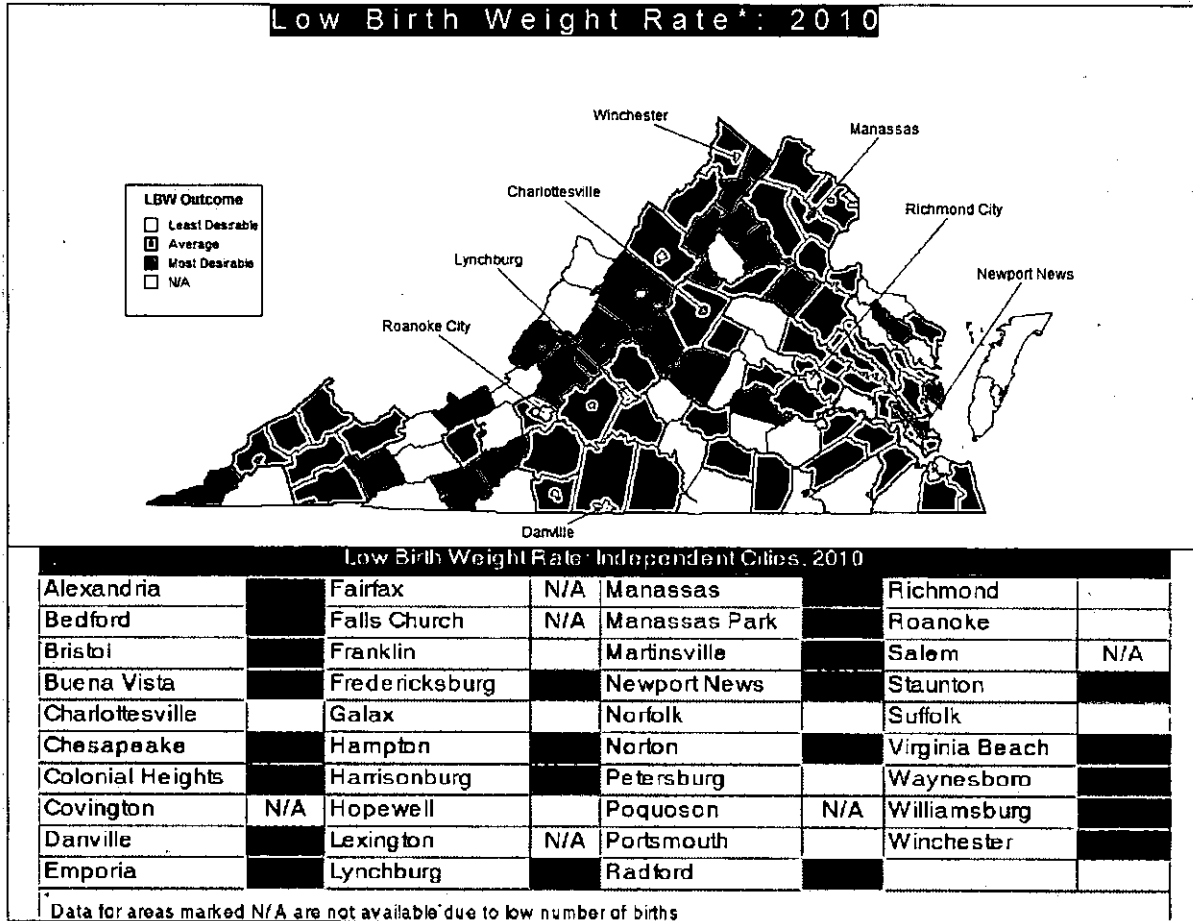 Low Birth Weight Rate*: 2010
Winchester
Manassas
Charlottesville
Richmond City
LBW Outcome
Least Desirable
Average
Most Desirable
N/A
Lynchburg
Newport News
Roanoke City
Danville
Low Birth Weight Rate: Independent Cities, 2010
Alexandria Fairfax N/A Manassas Richmond
Bedford Falls Church N/A Manassas Park Roanoke
Bristol Franklin Martinsville Salem N/A
Buena Vista Fredericksburg Newport News Staunton
Charlottesville Galax Norfolk Suffolk
Chesapeake Hampton Norton Virginia Beach
Colonial Heights Harrisonburg Petersburg Waynesboro
Covington N/A Hopewell Poquoson N/A Williamsburg
Danville Lexington N/A Portsmouth Winchester
Emporia Lynchburg Radford
* Data for areas marked N/A are not available due to low number of births